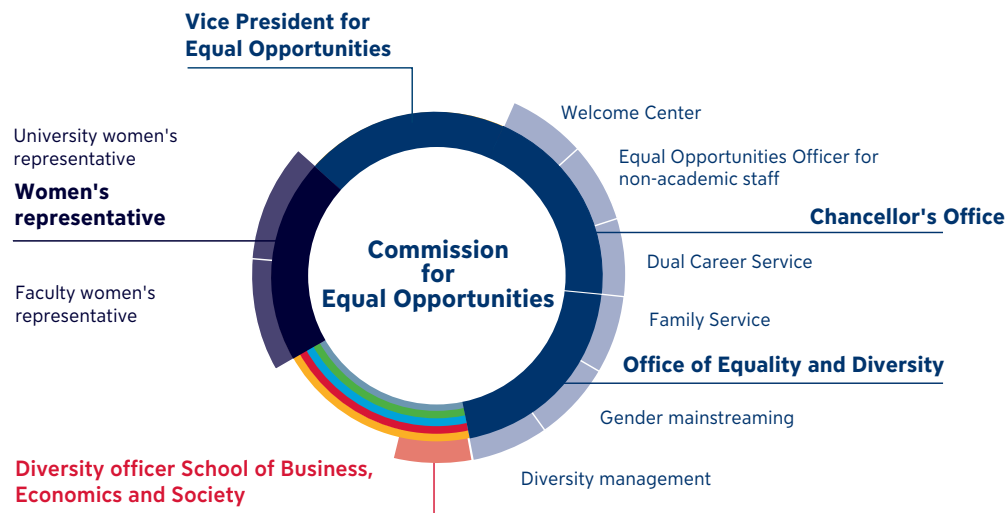 Vice President for
Equal Opportunities
Welcome Center
University women's
representative
Equal Opportunities Officer for
non-academic staff
Women's
representative
Chancellor's Office
Commission
for
Equal Opportunities
Dual Career Service
Faculty women's
representative
Family Service
Office of Equality and Diversity
Gender mainstreaming
Diversity officer School of Business,
Economics and Society
Diversity management